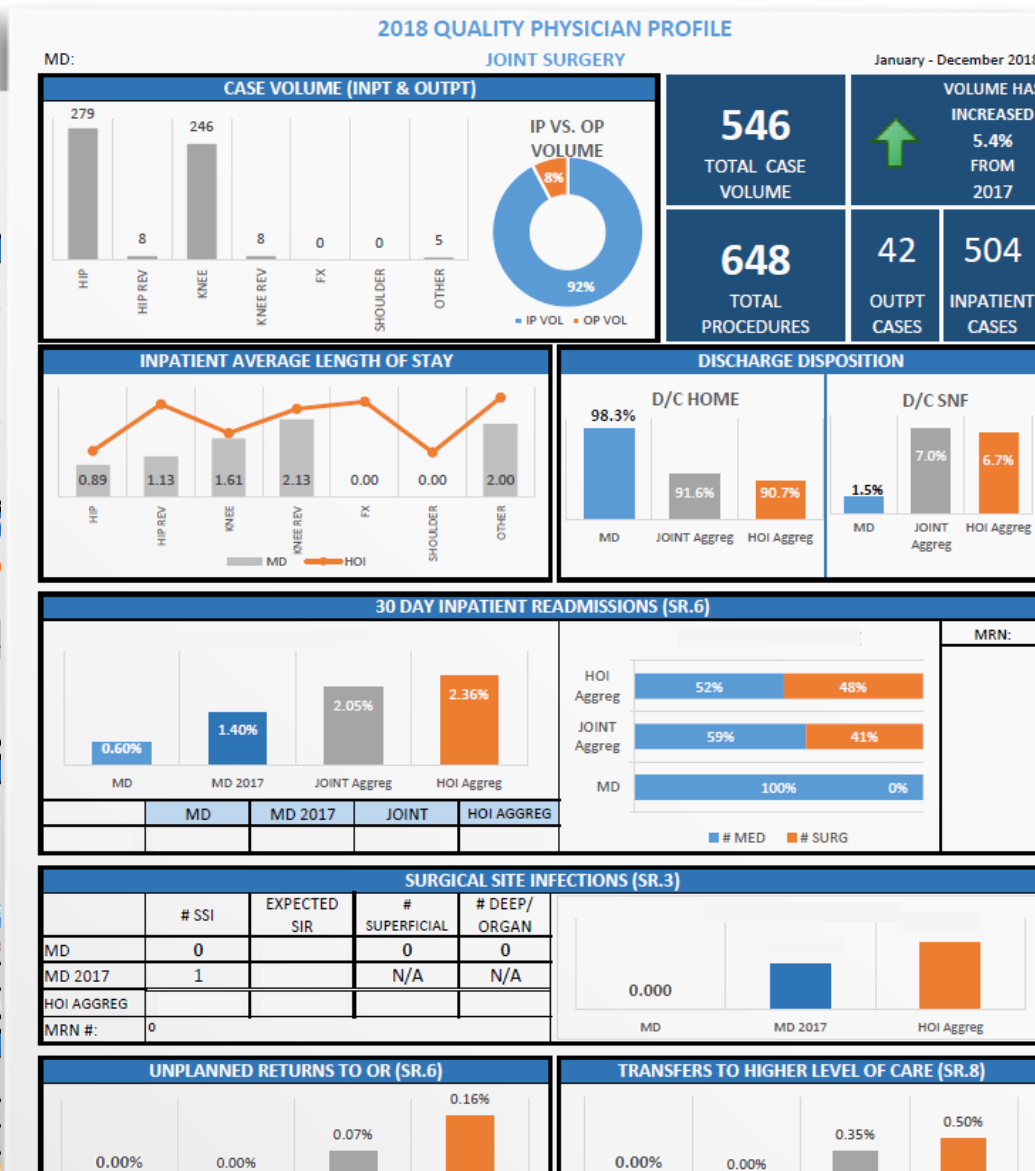 2018 QUALITY PHYSICIAN PROFILE
MD:
JOINT SURGERY
January - December 2018
CASE VOLUME (INPT & OUTPT)
279
8
246
8
0
0
5
HIP
HIP REV
KNEE
KNEE REV
FX
SHOULDER
OTHER
IP VS. OP
VOLUME
8%
92%
IP VOL
OP VOL
546
TOTAL CASE
VOLUME
VOLUME HAS
INCREASED
5.4%
FROM
2017
648
TOTAL
PROCEDURES
42
OUTPT
CASES
504
INPATIENT
CASES
INPATIENT AVERAGE LENGTH OF STAY
0.89
1.13
1.61
2.13
0.00
0.00
2.00
HIP
HIP REV
KNEE
KNEE REV
FX
SHOULDER
OTHER
MD
HOI
DISCHARGE DISPOSITION
D/C HOME
98.3%
91.6%
90.7%
MD
JOINT Aggreg
HOI Aggreg
D/C SNF
1.5%
7.0%
6.7%
MD
JOINT
Aggreg
HOI Aggreg
30 DAY INPATIENT READMISSIONS (SR.6)
0.60%
1.40%
2.05%
2.36%
MD
MD 2017
JOINT Aggreg
HOI Aggreg
MD
MD 2017
JOINT
HOI AGGREG
HOI
Aggreg
52%
48%
JOINT
Aggreg
59%
41%
MD
100%
0%
# MED
# SURG
MRN:
SURGICAL SITE INFECTIONS (SR.3)
# SSI
EXPECTED
SIR
#
SUPERFICIAL
# DEEP/
ORGAN
MD 0 0 0
MD 2017 1 N/A N/A
HOI AGGREG
MRN #: 0
0.000
MD
MD 2017
HOI Aggreg
UNPLANNED RETURNS TO OR (SR.6)
0.00%
0.00%
0.07%
0.16%
TRANSFERS TO HIGHER LEVEL OF CARE (SR.8)
0.00%
0.00%
0.35%
0.50%